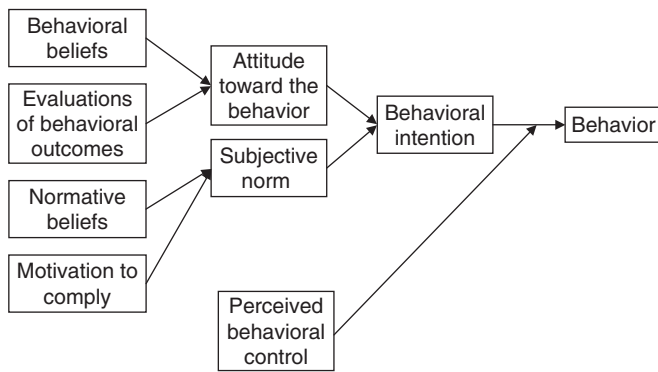 Behavioral
beliefs
Evaluations
of behavioral
outcomes
Normative
beliefs
Motivation to
comply
Attitude
toward the
behavior
Subjective
norm
Perceived
behavioral
control
Behavioral
intention
Behavior